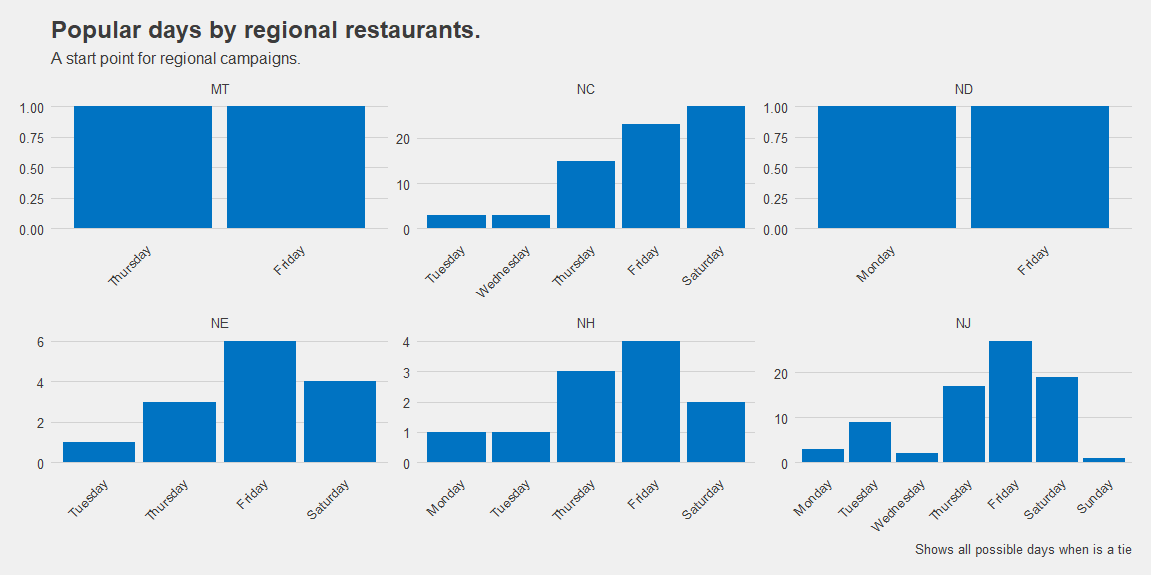 Popular days by regional restaurants.
A start point for regional campaigns.
MT
1.00
0.75
0.50
0.25
0.00
Thursday
Friday
NC
20
10
0
Tuesday
Wednesday
Thursday
Friday
Saturday
ND
1.00
0.75
0.50
0.25
0.00
Monday
Friday
NE
6
4
2
0
Tuesday
Thursday
Friday
Saturday
NH
4
3
2
1
0
Monday
Tuesday
Thursday
Friday
Saturday
NJ
20
10
0
Monday
Tuesday
Wednesday
Thursday
Friday
Saturday
Sunday
Shows all possible days when is a tie